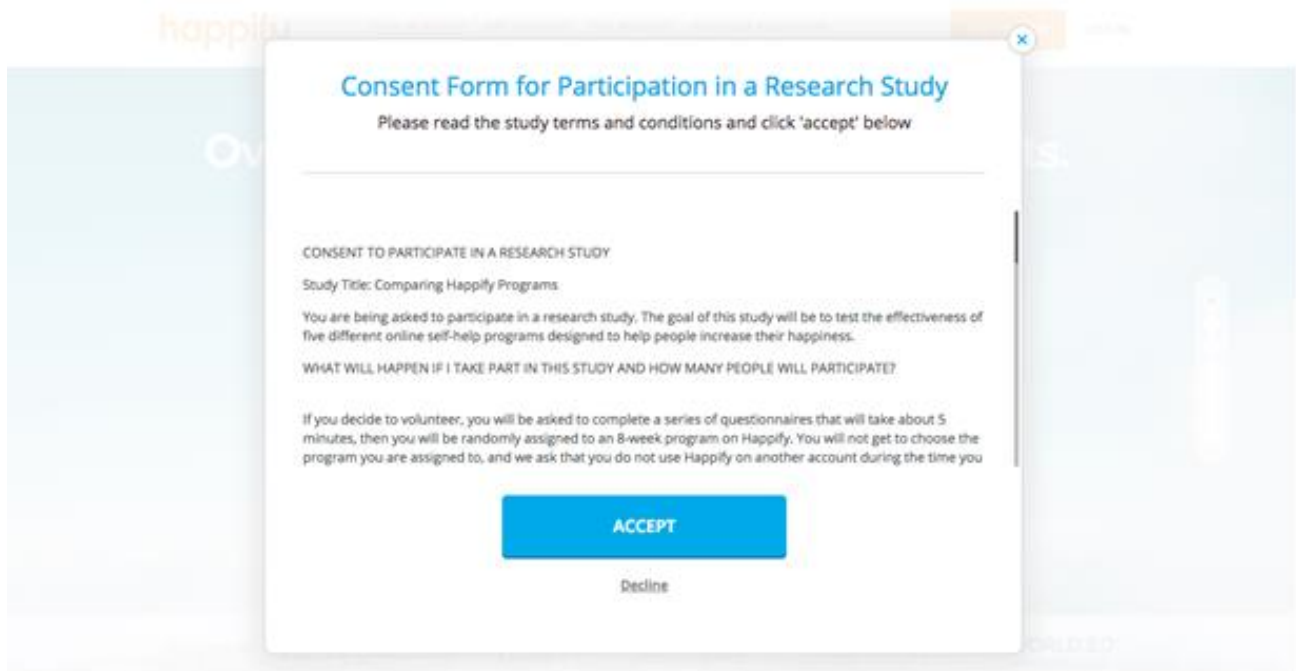 happify
×
Consent Form for Participation in a Research Study
Please read the study terms and conditions and click 'accept' below
Ov
s.
CONSENT TO PARTICIPATE IN A RESEARCH STUDY
Study Title: Comparing Happify Programs
You are being asked to participate in a research study. The goal of this study will be to test the effectiveness of
five different online self-help programs designed to help people increase their happiness.
WHAT WILL HAPPEN IF I TAKE PART IN THIS STUDY AND HOW MANY PEOPLE WILL PARTICIPATE?
If you decide to volunteer, you will be asked to complete a series of questionnaires that will take about 5
minutes, then you will be randomly assigned to an 8-week program on Happify. You will not get to choose the
program you are assigned to, and we ask that you do not use Happify on another account during the time you
ACCEPT
Decline